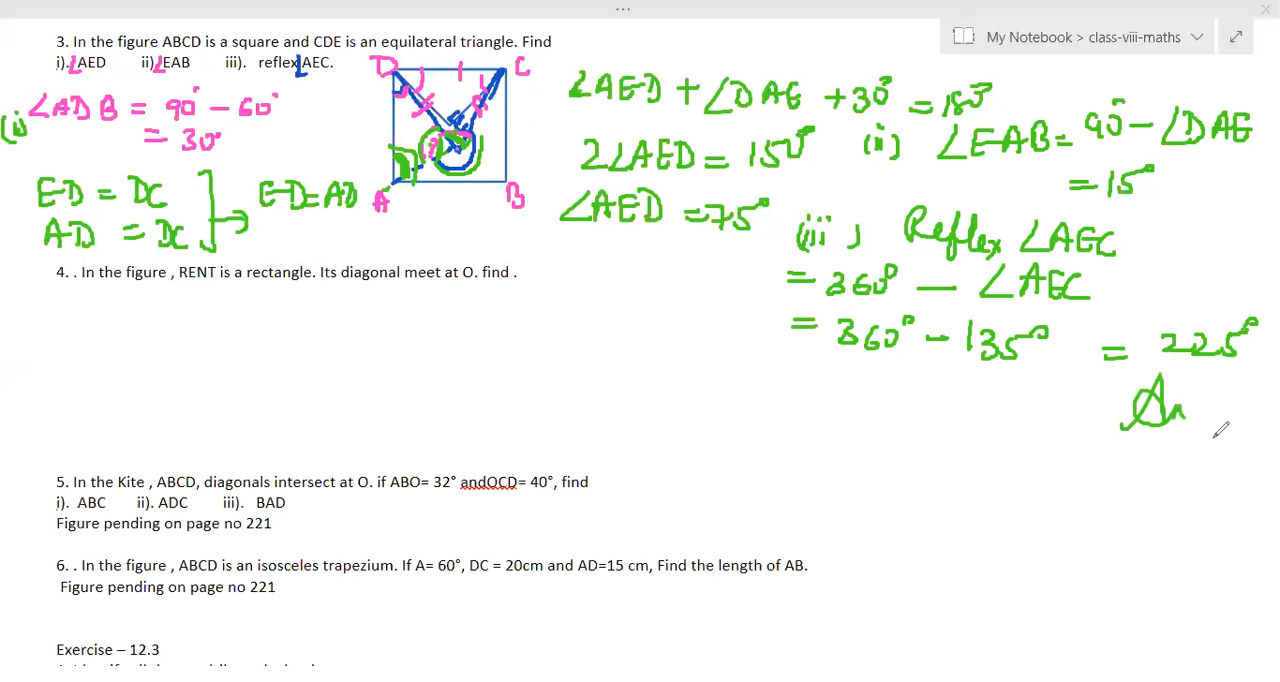 My Notebook > class-viii-maths
3. In the figure ABCD is a square and CDE is an equilateral triangle. Find
i).∠AED ii)∠EAB iii). reflex∠AEC.
D C
A B
(i) ∠ADB = 90° - 60°
= 30°
ED = DC
AD = DC
ED = AD
∠AED + ∠DAE + 30° = 180°
2∠AED = 150°
∠AED = 75°
(ii) ∠EAB = 90° - ∠DAE
= 15°
(iii) Reflex ∠AEC
= 360° - ∠AEC
= 360° - 135° = 225°
4. . In the figure , RENT is a rectangle. Its diagonal meet at O. find .
5. In the Kite , ABCD, diagonals intersect at O. if ABO= 32° andOCD= 40°, find
i). ABC ii). ADC iii). BAD
Figure pending on page no 221
6. . In the figure , ABCD is an isosceles trapezium. If A= 60°, DC = 20cm and AD=15 cm, Find the length of AB.
Figure pending on page no 221
Exercise – 12.3